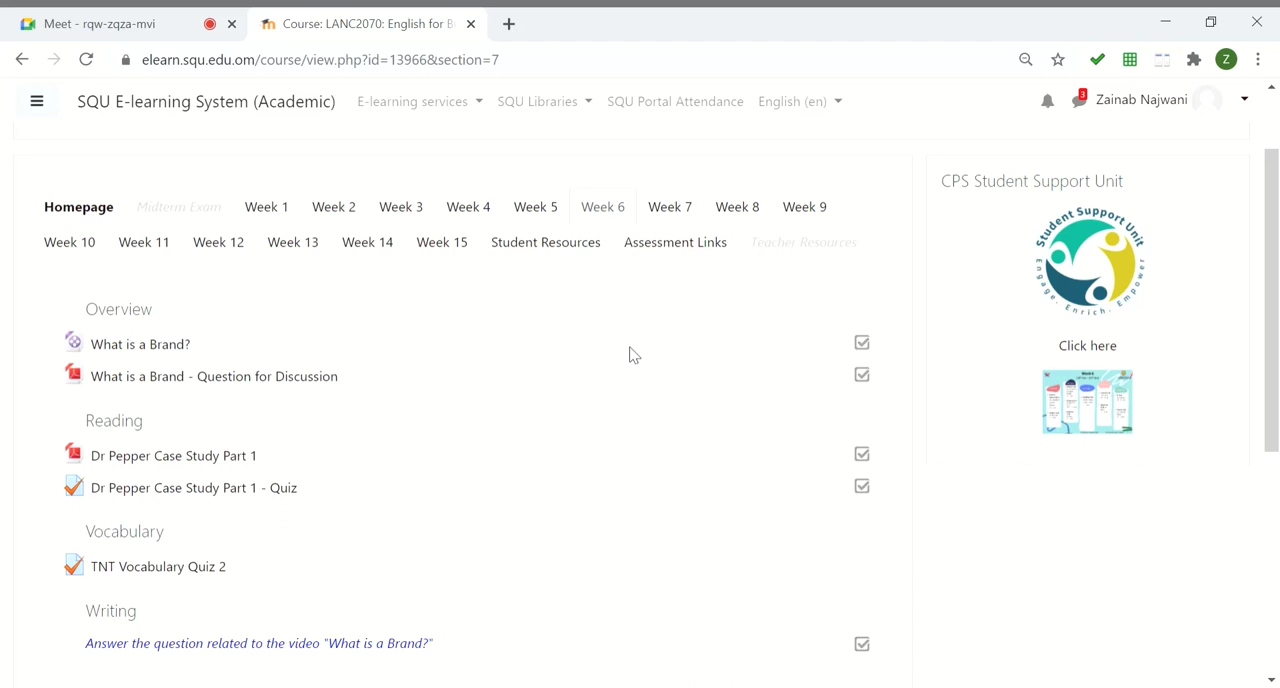 Meet - rqw-zqza-mvi
Course: LANC2070: English for B
elearn.squ.edu.om/course/view.php?id=13966&section=7
Z
SQU E-learning System (Academic)
E-learning services
SQU Libraries
SQU Portal Attendance
English (en)
3
Zainab Najwani
Homepage
Midterm Exam
Week 1
Week 2
Week 3
Week 4
Week 5
Week 6
Week 7
Week 8
Week 9
Week 10
Week 11
Week 12
Week 13
Week 14
Week 15
Student Resources
Assessment Links
Teacher Resources
Overview
What is a Brand?
What is a Brand - Question for Discussion
Reading
Dr Pepper Case Study Part 1
Dr Pepper Case Study Part 1 - Quiz
Vocabulary
TNT Vocabulary Quiz 2
Writing
Answer the question related to the video "What is a Brand?"
CPS Student Support Unit
Student Support Unit
Engage. Enrich. Empower
Click here